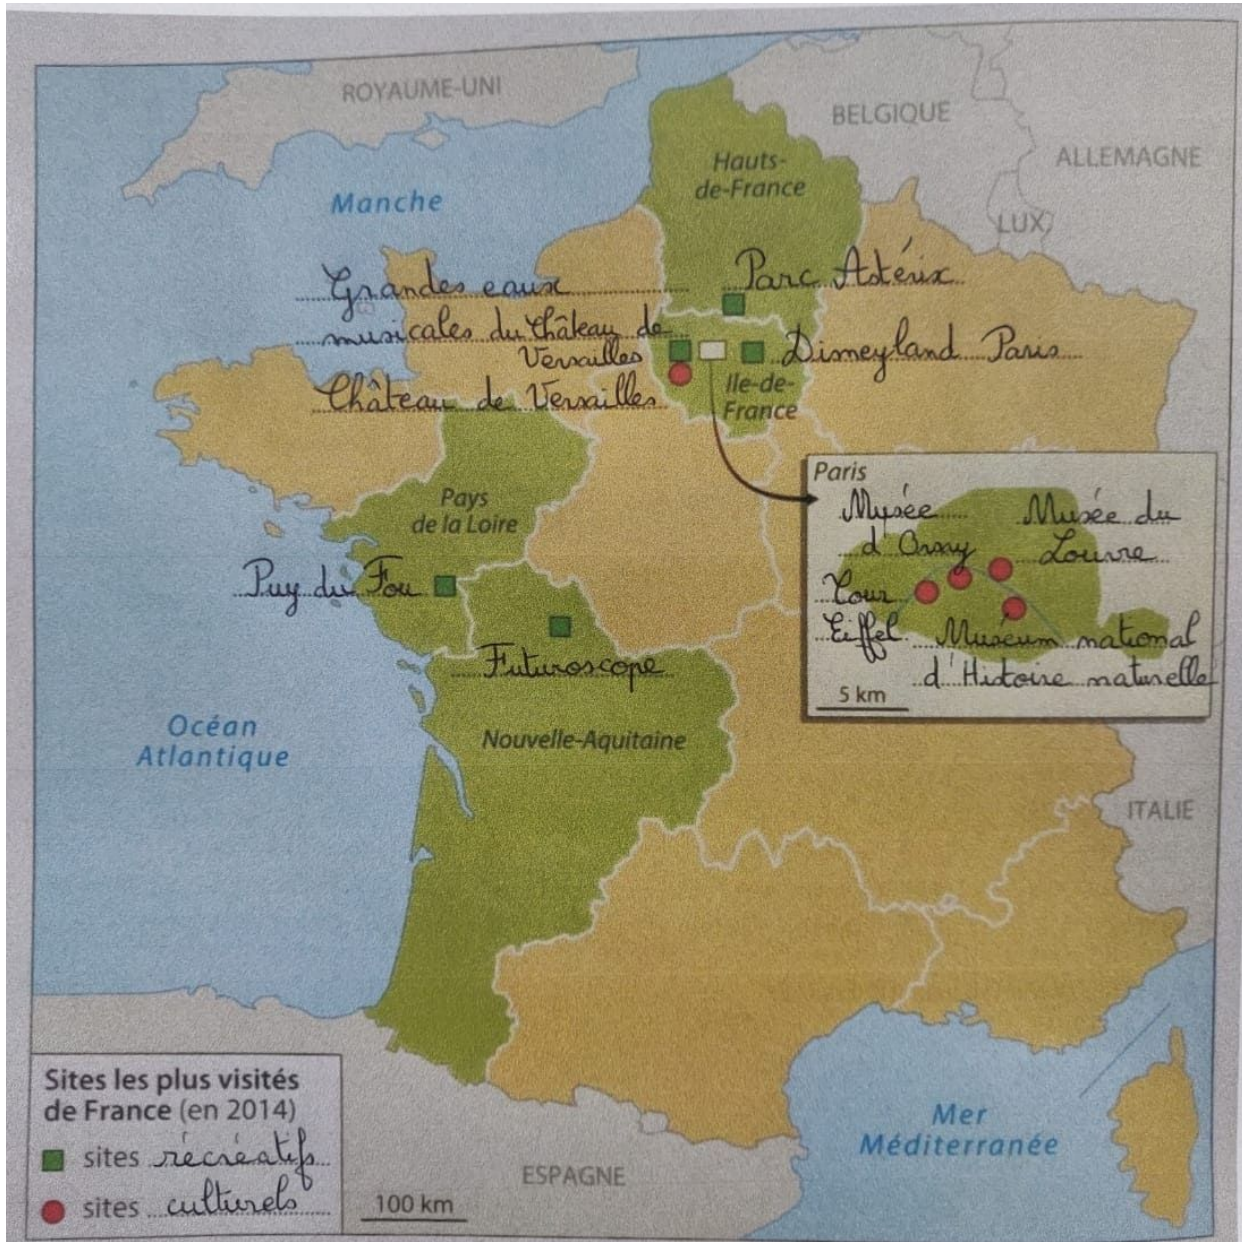 ROYAUME-UNI
BELGIQUE
ALLEMAGNE
LUX.
Manche
Hauts-
de-France
Grandes eaux
musicales du Château de
Versailles
Château de Versailles
Parc Astérix
Disneyland Paris
Ile-de-
France
Pays
de la Loire
Puy du Fou
Futuroscope
Nouvelle-Aquitaine
Océan
Atlantique
Paris
Musée
d'Orsay
Musée du
Louvre
Tour
Eiffel
Muséum national
d'Histoire naturelle
5 km
ITALIE
Mer
Méditerranée
ESPAGNE
Sites les plus visités
de France (en 2014)
sites récréatifs
sites culturels
100 km